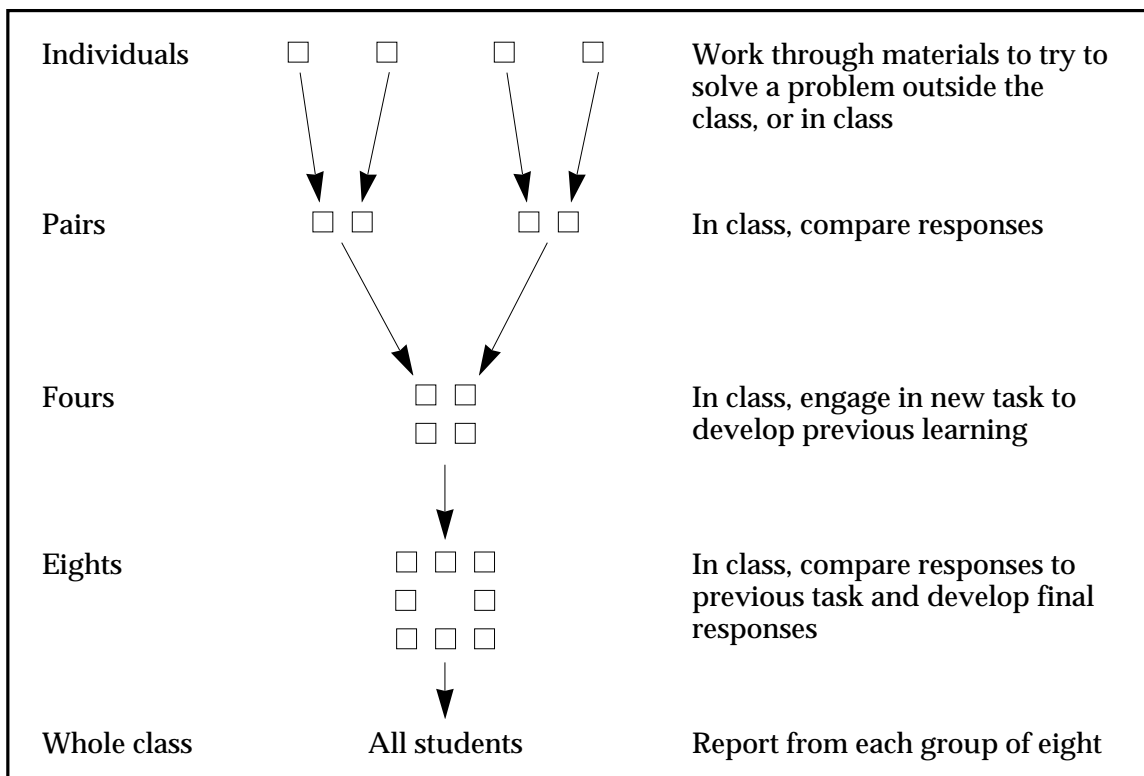 Individuals
Work through materials to try to
solve a problem outside the
class, or in class
Pairs
In class, compare responses
Fours
In class, engage in new task to
develop previous learning
Eights
In class, compare responses to
previous task and develop final
responses
Whole class
All students
Report from each group of eight